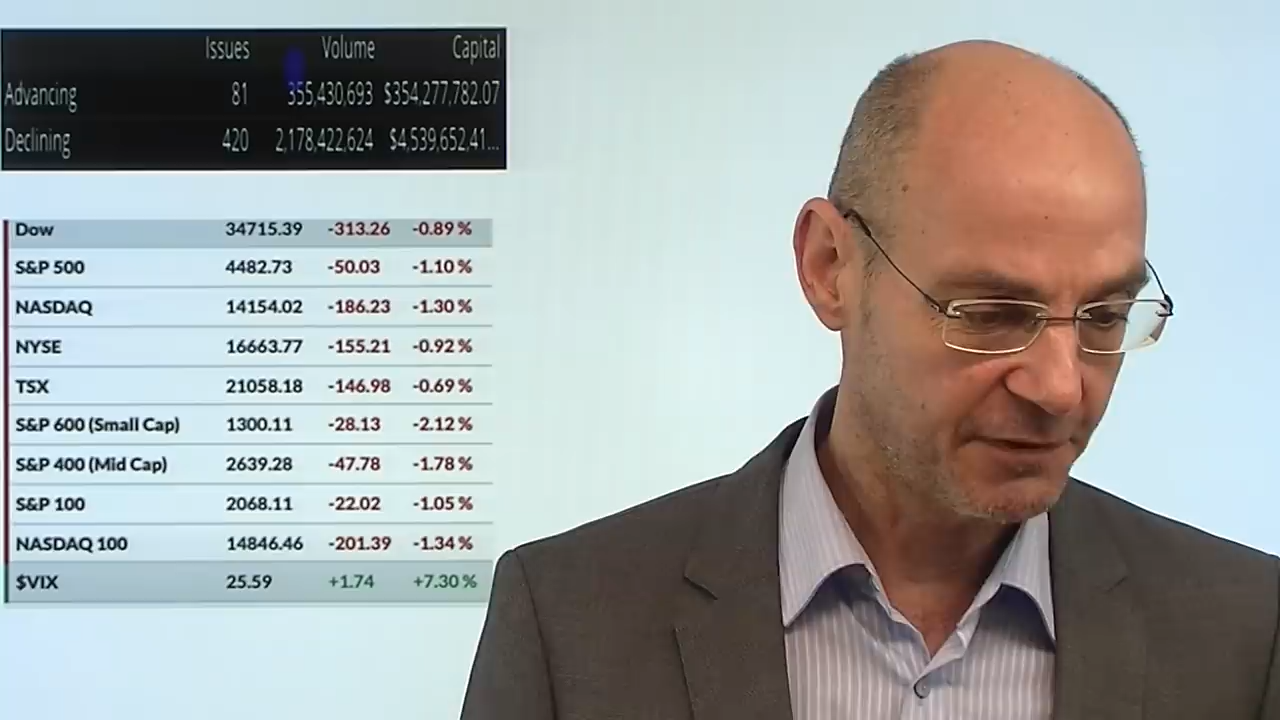 Issues Volume Capital
Advancing 81 355,430,693 $354,277,782.07
Declining 420 2,178,422,624 $4,539,652,41...
Dow 34715.39 -313.26 -0.89%
S&P 500 4482.73 -50.03 -1.10%
NASDAQ 14154.02 -186.23 -1.30%
NYSE 16663.77 -155.21 -0.92%
TSX 21058.18 -146.98 -0.69%
S&P 600 (Small Cap) 1300.11 -28.13 -2.12%
S&P 400 (Mid Cap) 2639.28 -47.78 -1.78%
S&P 100 2068.11 -22.02 -1.05%
NASDAQ 100 14846.46 -201.39 -1.34%
$VIX 25.59 +1.74 +7.30%